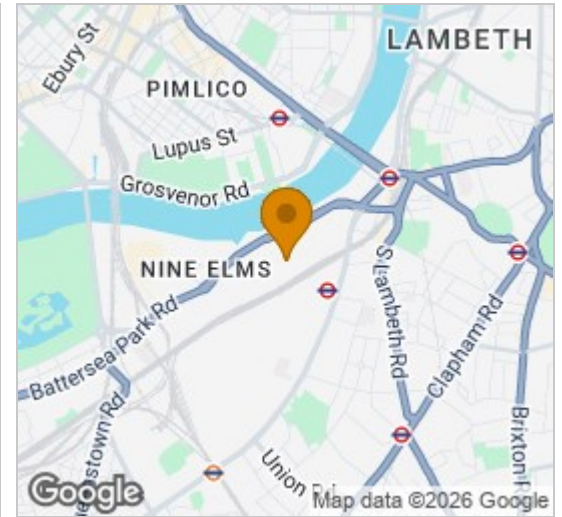 LAMBETH
Ebury St
PIMLICO
Lupus St
Grosvenor Rd
NINE ELMS
S Lambeth Rd
Battersea Park Rd
Clapham Rd
Brixton R
Union Rd
Google
Map data ©2026 Google